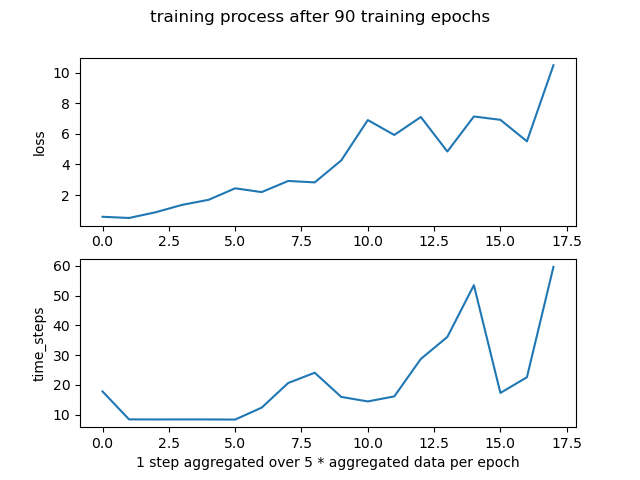 training process after 90 training epochs
10
8
6
4
2
loss
0.0 2.5 5.0 7.5 10.0 12.5 15.0 17.5
60
50
40
30
20
10
time_steps
0.0 2.5 5.0 7.5 10.0 12.5 15.0 17.5
1 step aggregated over 5 * aggregated data per epoch